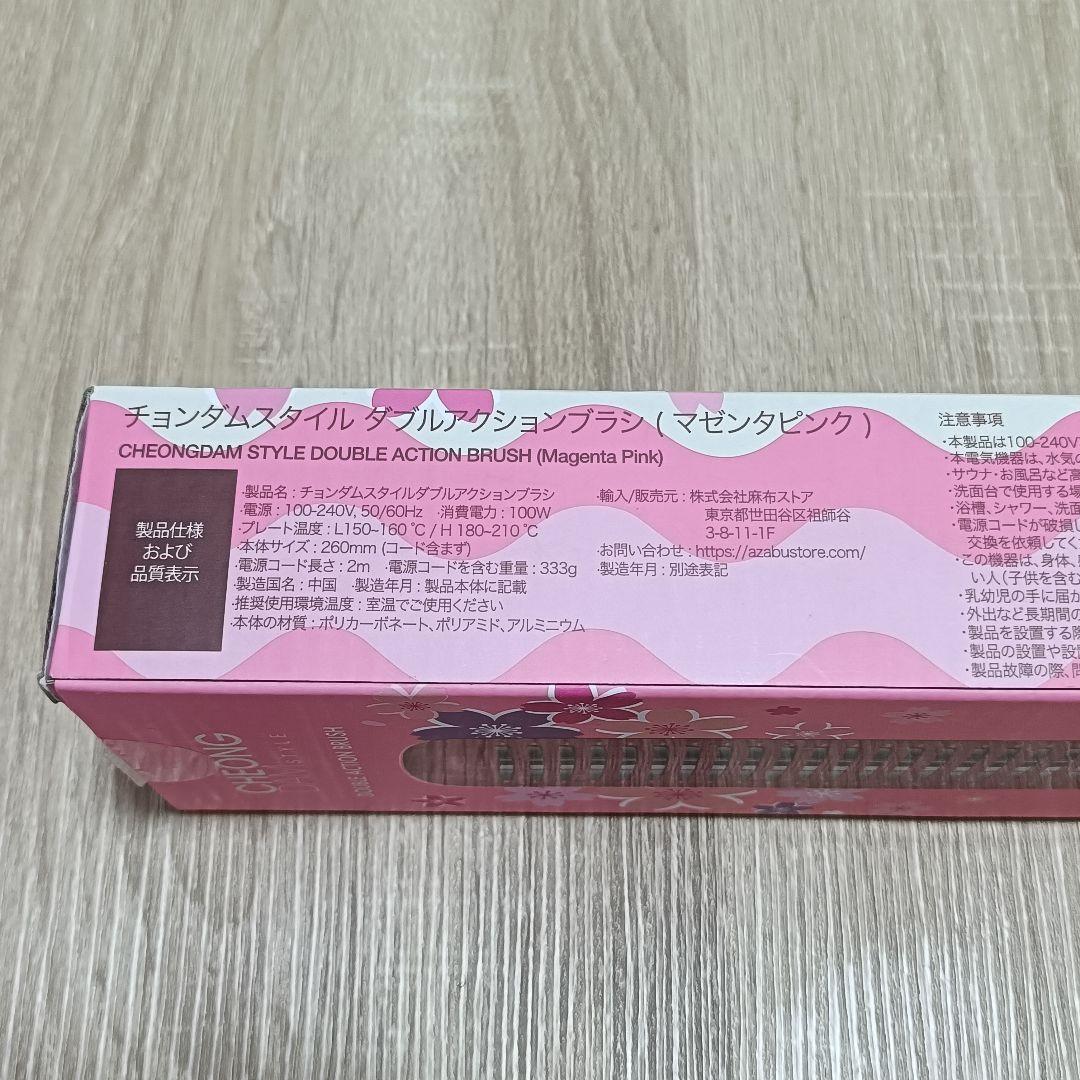 チョンダムスタイル ダブルアクションブラシ ( マゼンタピンク )
CHEONGDAM STYLE DOUBLE ACTION BRUSH (Magenta Pink)
製品仕様
および
品質表示
・製品名：チョンダムスタイルダブルアクションブラシ
・電源：100-240V, 50/60Hz ・消費電力：100W
・プレート温度：L150~160 ℃ / H 180~210 ℃
・本体サイズ：260mm (コード含まず)
・電源コード長さ：2m ・電源コードを含む重量：333g
・製造国名：中国 ・製造年月：製品本体に記載
・推奨使用環境温度：室温でご使用ください
・本体の材質：ポリカーボネート、ポリアミド、アルミニウム
・輸入/販売元：株式会社麻布ストア
東京都世田谷区祖師谷
3-8-11-1F
・お問い合わせ：https://azabustore.com/
・製造年月：別途表記
注意事項
・本製品は100-240V
・本電気機器は、水気の
・サウナ・お風呂など高
・洗面台で使用する場
・浴槽、シャワー、洗面
・電源コードが破損し
交換を依頼してく
・この機器は、身体、
い人（子供を含む
・乳幼児の手に届か
・外出など長期間の
・製品を設置する際
・製品の設置や設
・製品故障の際、
CHEONG
STYLE
DOUBLE ACTION BRUSH